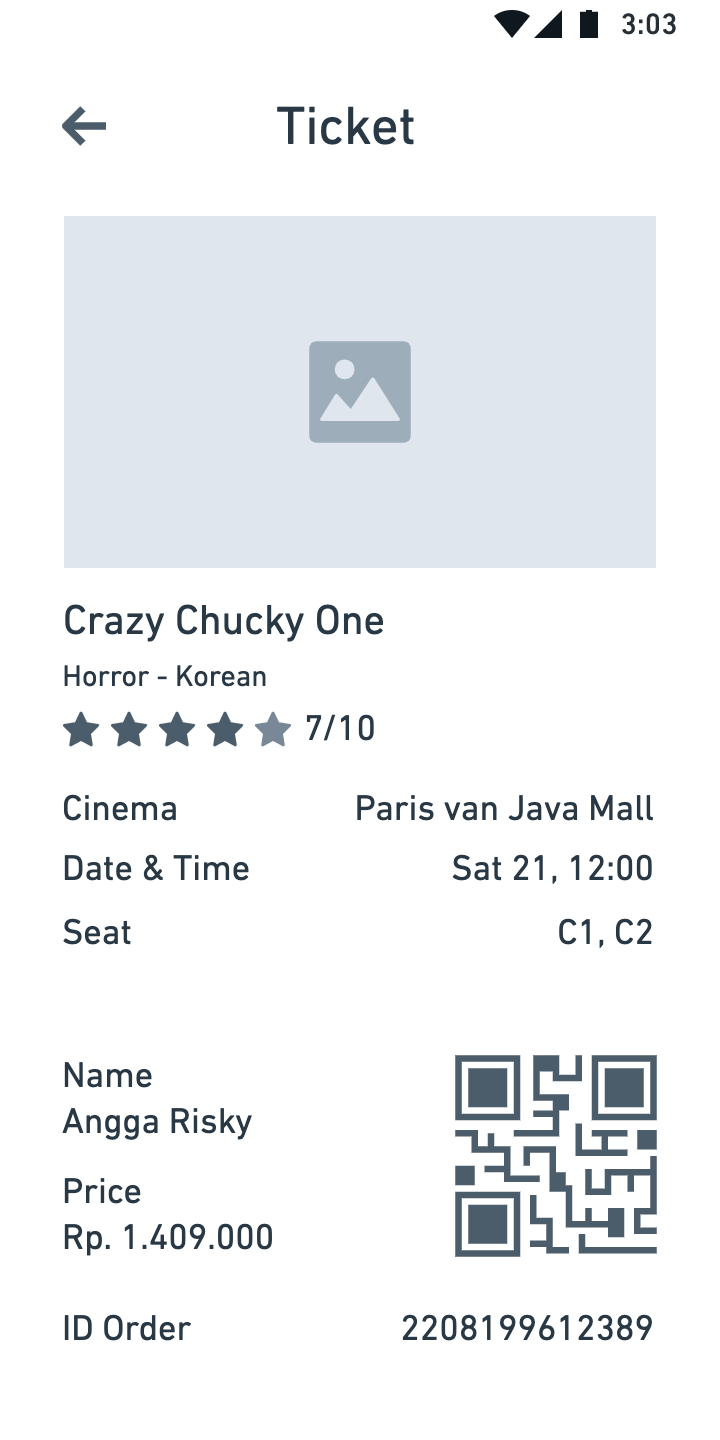 3:03
Ticket
Crazy Chucky One
Horror - Korean
7/10
Cinema Paris van Java Mall
Date & Time Sat 21, 12:00
Seat C1, C2
Name
Angga Risky
Price
Rp. 1.409.000
ID Order 2208199612389